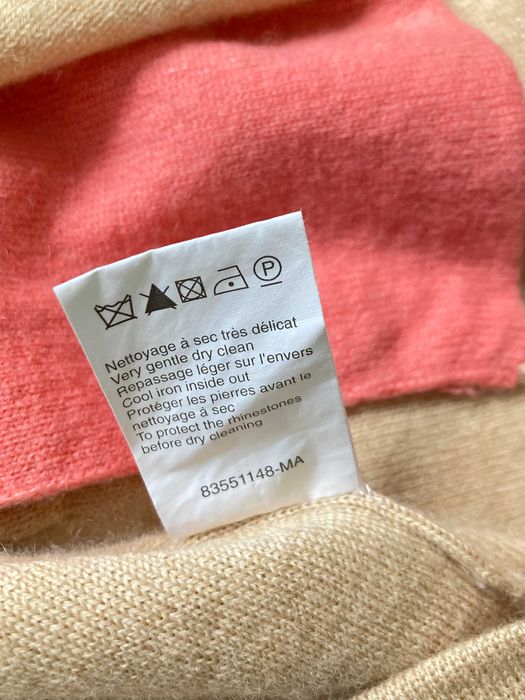 P
Nettoyage à sec très délicat
Very gentle dry clean
Repassage léger sur l'envers
Cool iron inside out
Protéger les pierres avant le
nettoyage à sec
To protect the rhinestones
before dry cleaning
83551148-MA